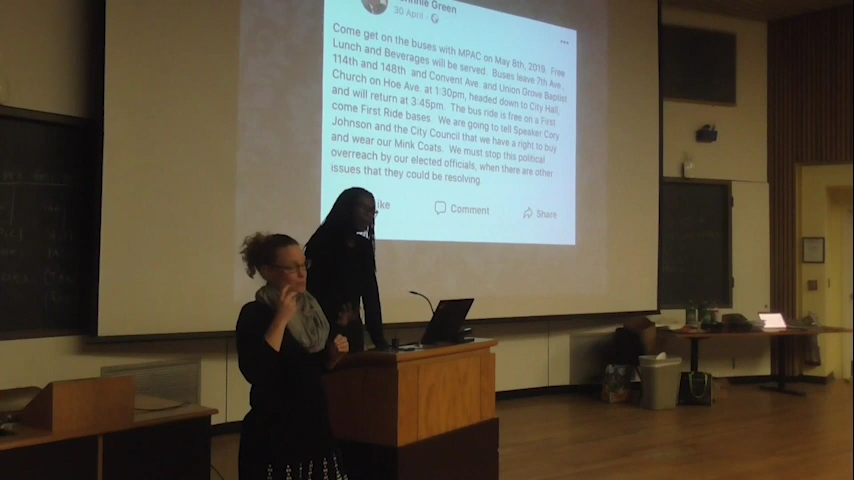 Green
30 April
Come get on the buses with MPAC on May 8th, 2019. Free
Lunch and Beverages will be served. Buses leave 7th Ave.,
114th and 148th and Convent Ave. and Union Grove Baptist
Church on Hoe Ave. at 1:30pm, headed down to City Hall,
and will return at 3:45pm. The bus ride is free on a First
come First Ride bases. We are going to tell Speaker Cory
Johnson and the City Council that we have a right to buy
and wear our Mink Coats. We must stop this political
overreach by our elected officials, when there are other
issues that they could be resolving.
ike Comment Share